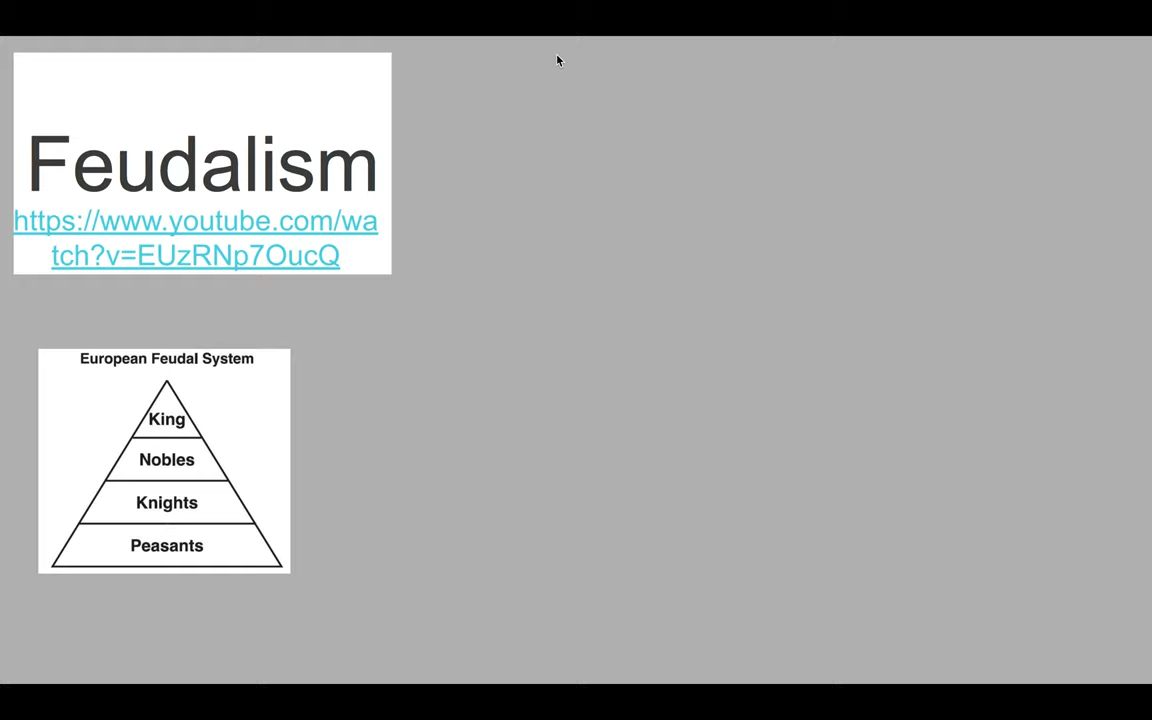 Feudalism
https://www.youtube.com/wa
tch?v=EUzRNp7OucQ
European Feudal System
King
Nobles
Knights
Peasants